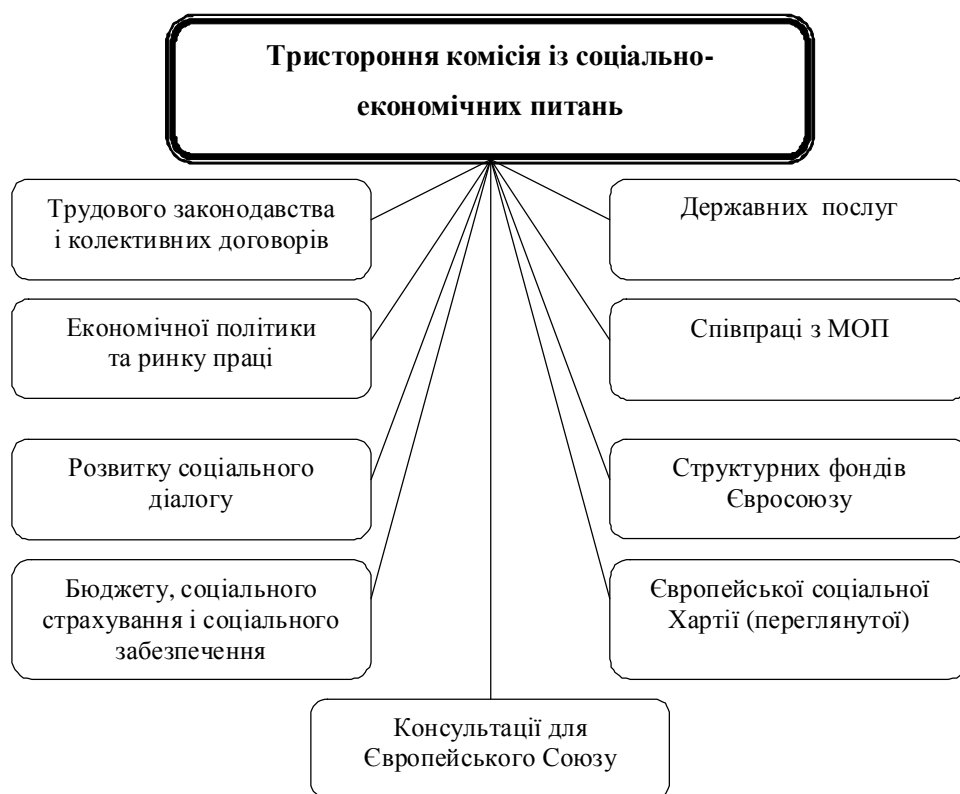 Тристороння комісія із соціально-
економічних питань
Трудового законодавства
і колективних договорів
Державних послуг
Економічної політики
та ринку праці
Співпраці з МОП
Розвитку соціального
діалогу
Структурних фондів
Євросоюзу
Бюджету, соціального
страхування і соціального
забезпечення
Європейської соціальної
Хартії (переглянутої)
Консультації для
Європейського Союзу